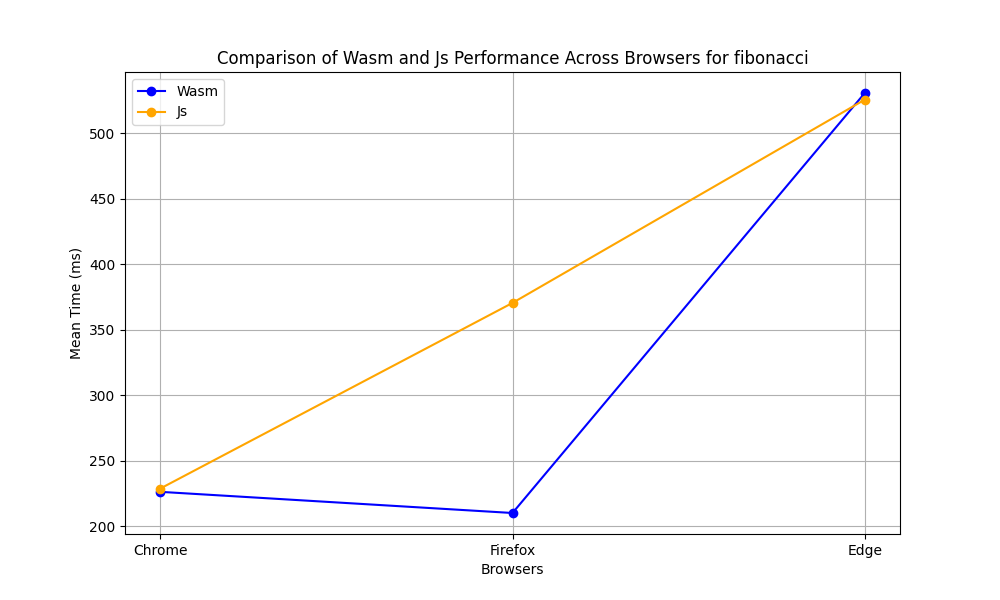 Comparison of Wasm and Js Performance Across Browsers for fibonacci
Wasm
Js
500
450
400
350
300
250
200
Mean Time (ms)
Chrome
Firefox
Edge
Browsers